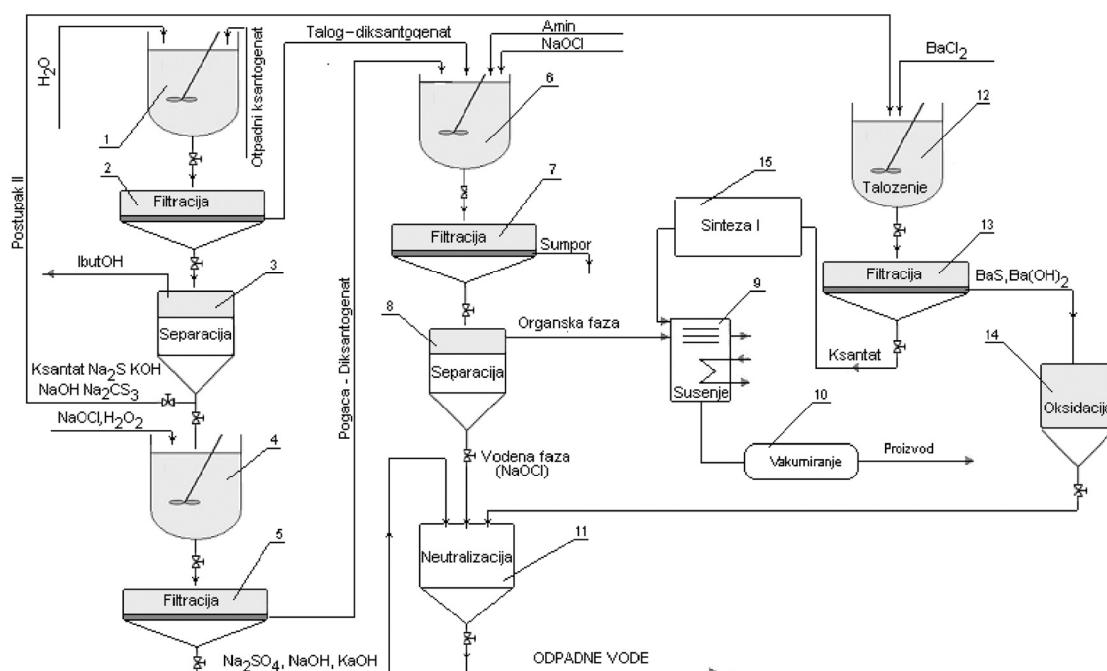 H2O
1
Otpadni ksantogenat
Postupak II
2
Filtracija
IbutOH
3
Separacija
Ksantat Na2S KOH
NaOH Na2CS3
NaOCl,H2O2
4
5
Filtracija
Na2SO4, NaOH, KaOH
Talog-diksantogenat
Pogaca - Diksantogenat
Amin
NaOCl
6
7
Filtracija
Sumpor
8
Separacija
Organska faza
Vodena faza
(NaOCl)
11
Neutralizacija
ODPADNE VODE
15
Sinteza I
9
Susenje
10
Vakumiranje
Proizvod
BaCl2
12
Talozenje
13
Filtracija
BaS,Ba(OH)2
Ksantat
14
Oksidacije